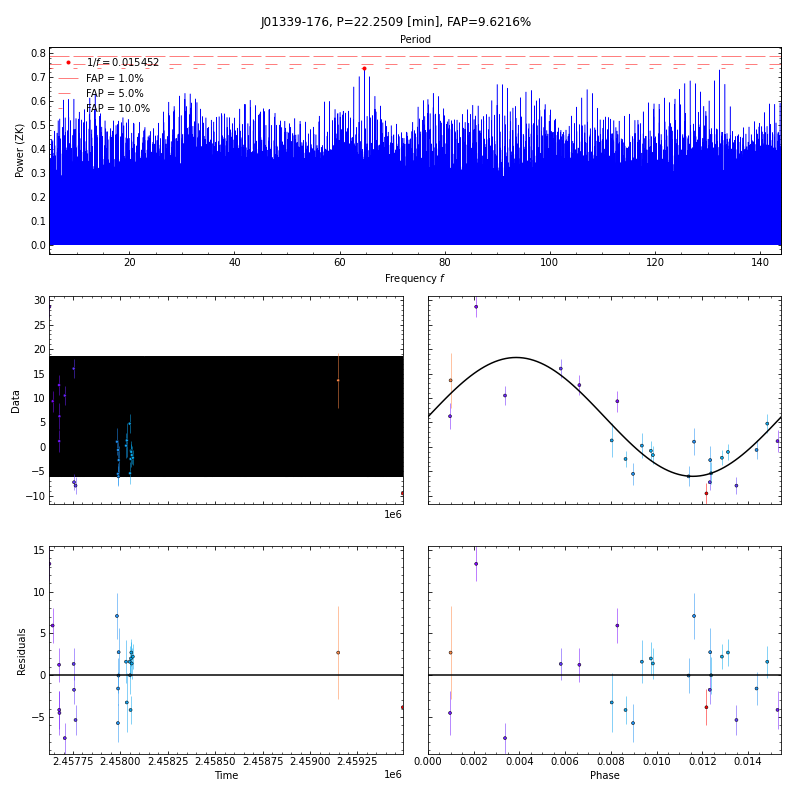 J01339-176, P=22.2509 [min], FAP=9.6216%
Period
0.8
0.7
0.6
0.5
0.4
0.3
0.2
0.1
0.0
Power (ZK)
1/f = 0.015452
FAP = 1.0%
FAP = 5.0%
FAP = 10.0%
20 40 60 80 100 120 140
Frequency f
30
25
20
15
10
5
0
−5
−10
Data
1e6
15
10
5
0
−5
Residuals
2.45775 2.45800 2.45825 2.45850 2.45875 2.45900 2.45925
Time
1e6
0.000 0.002 0.004 0.006 0.008 0.010 0.012 0.014
Phase